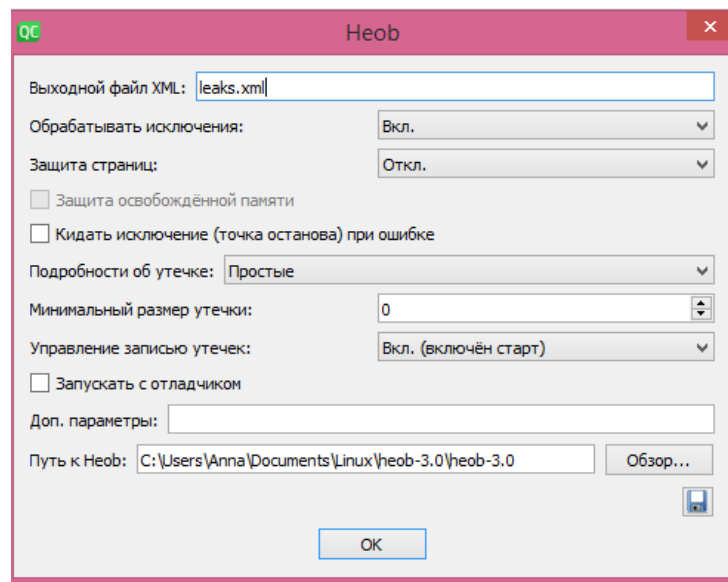 QC Heob
Выходной файл XML: leaks.xml
Обрабатывать исключения: Вкл.
Защита страниц: Откл.
Защита освобождённой памяти
Кидать исключение (точка останова) при ошибке
Подробности об утечке: Простые
Минимальный размер утечки: 0
Управление записью утечек: Вкл. (включён старт)
Запускать с отладчиком
Доп. параметры:
Путь к Heob: C:\Users\Anna\Documents\Linux\heob-3.0\heob-3.0 Обзор...
OK